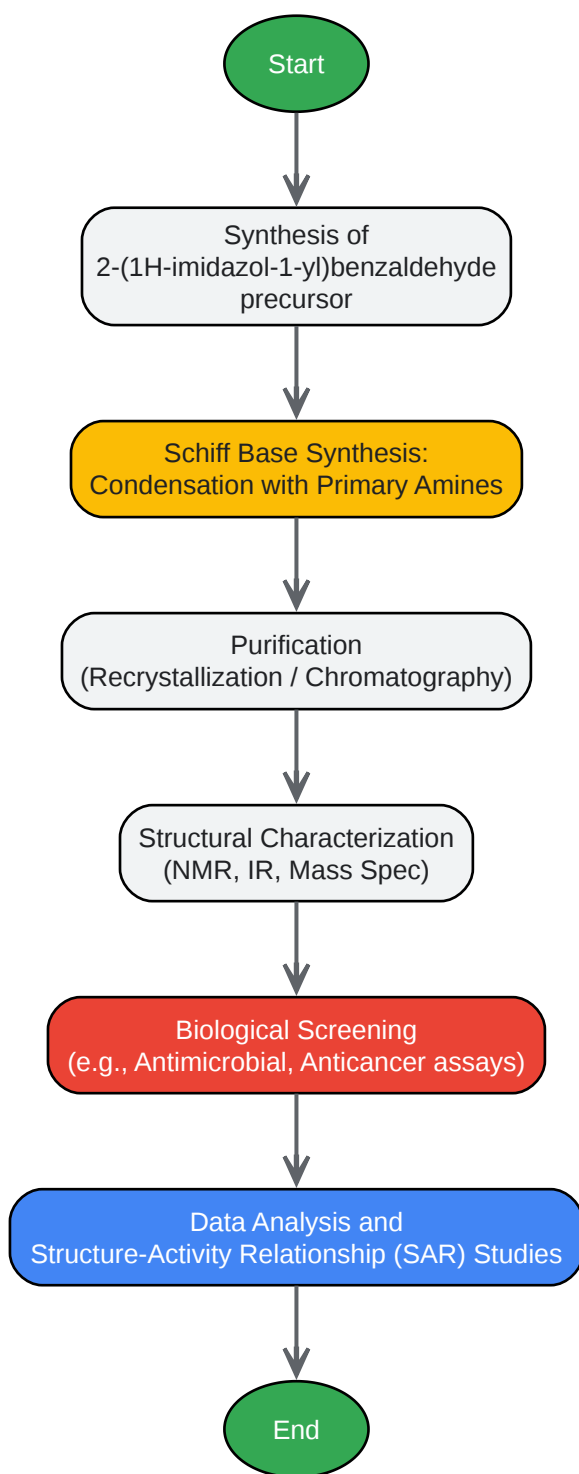 Start
Synthesis of
2-(1H-imidazol-1-yl)benzaldehyde
precursor
Schiff Base Synthesis:
Condensation with Primary Amines
Purification
(Recrystallization / Chromatography)
Structural Characterization
(NMR, IR, Mass Spec)
Biological Screening
(e.g., Antimicrobial, Anticancer assays)
Data Analysis and
Structure-Activity Relationship (SAR) Studies
End